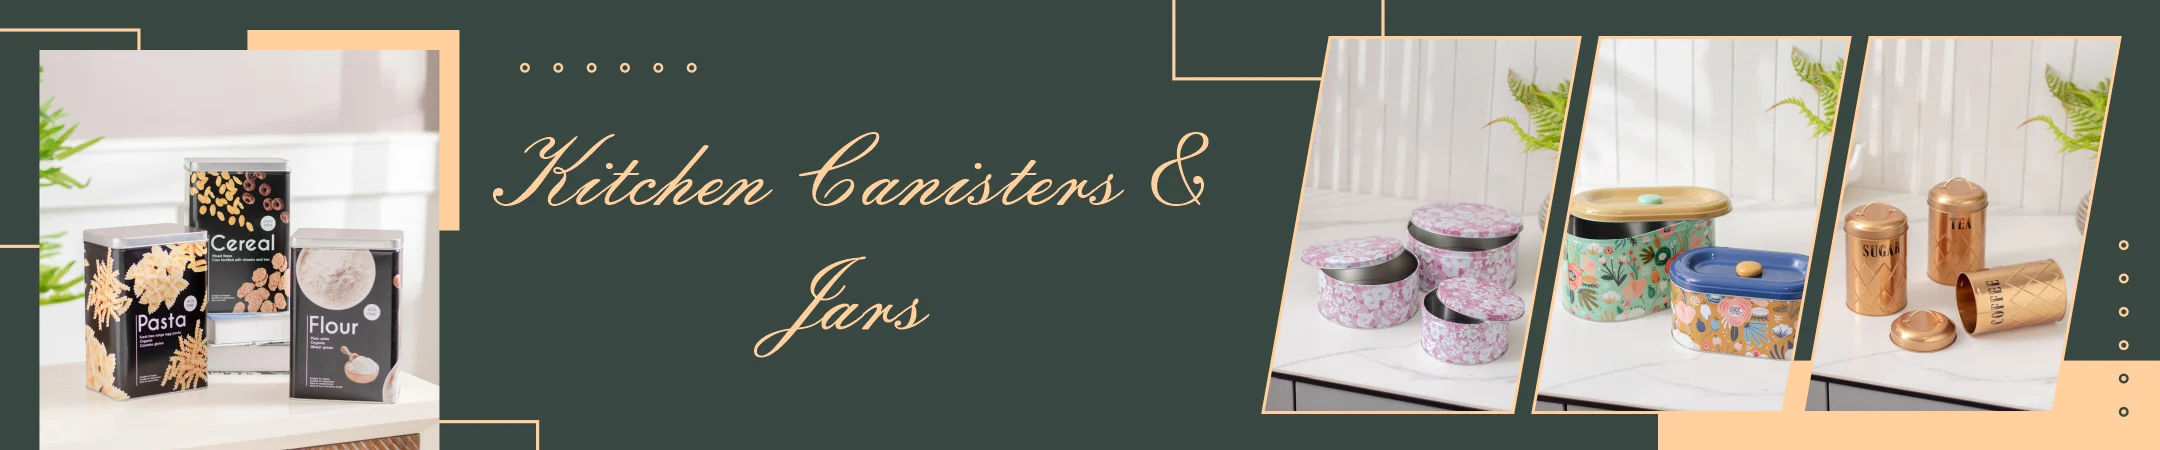 Kitchen Canisters &
Jars
Cereal
Pasta
Flour
SUGAR
TEA
COFFEE